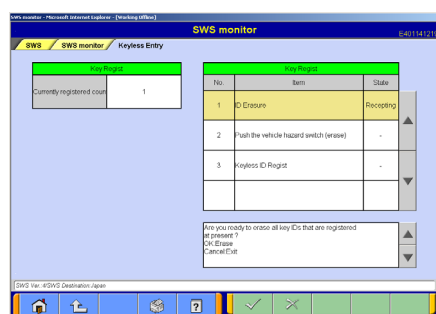 SWS monitor - Microsoft Internet Explorer - [Working Offline]
SWS monitor
E401141219
SWS
SWS monitor
Keyless Entry
Key Regist
Currently registered coun
1
Key Regist
No.
Item
State
1
ID Erasure
Recepting
2
Push the vehicle hazard switch (erase)
-
3
Keyless ID Regist
-
Are you ready to erase all key IDs that are registered
at present ?
OK:Erase
Cancel:Exit
SWS Ver.:4/SWS Destination:Japan
?